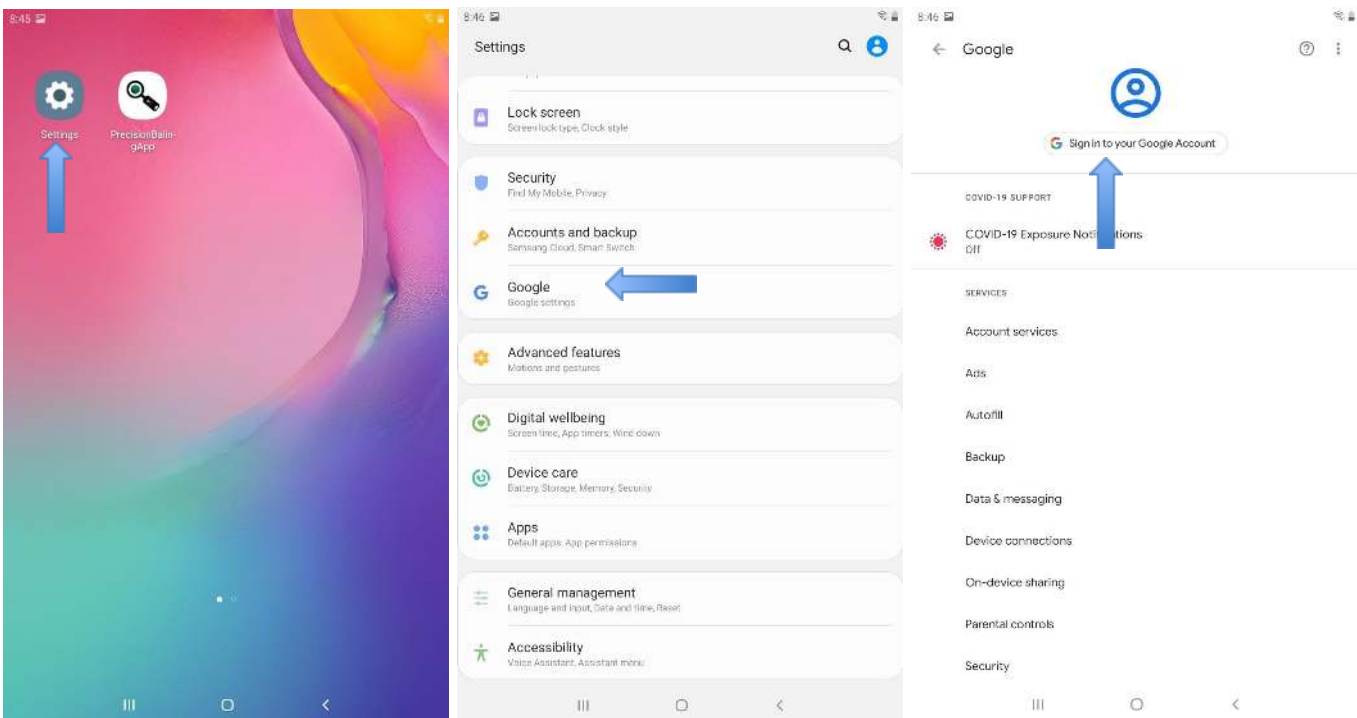 8:45
Settings
PrecisionBalin-
gApp
8:46
Settings
Lock screen
Screen lock type, Clock style
Security
Find My Mobile, Privacy
Accounts and backup
Samsung Cloud, Smart Switch
Google
Google settings
Advanced features
Motions and gestures
Digital wellbeing
Screen time, App timers, Wind down
Device care
Battery, Storage, Memory, Security
Apps
Default apps, App permissions
General management
Language and input, Date and time, Reset
Accessibility
Voice Assistant, Assistant menu
8:46
Google
Sign in to your Google Account
COVID-19 SUPPORT
COVID-19 Exposure
Off
SERVICES
Account services
Ads
Autofill
Backup
Data & messaging
Device connections
On-device sharing
Parental controls
Security